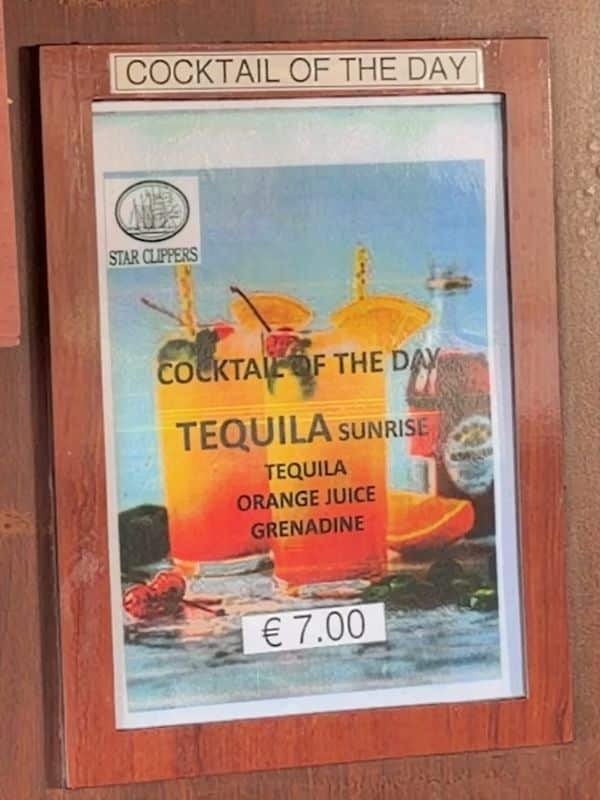 COCKTAIL OF THE DAY
STAR CLIPPERS
COCKTAIL OF THE DAY
TEQUILA SUNRISE
TEQUILA
ORANGE JUICE
GRENADINE
€ 7.00